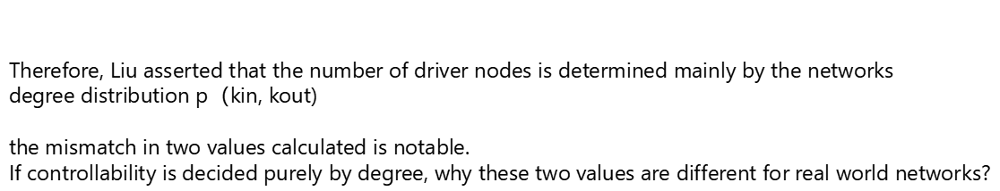 Therefore, Liu asserted that the number of driver nodes is determined mainly by the networks
degree distribution p (kin, kout)
the mismatch in two values calculated is notable.
If controllability is decided purely by degree, why these two values are different for real world networks?